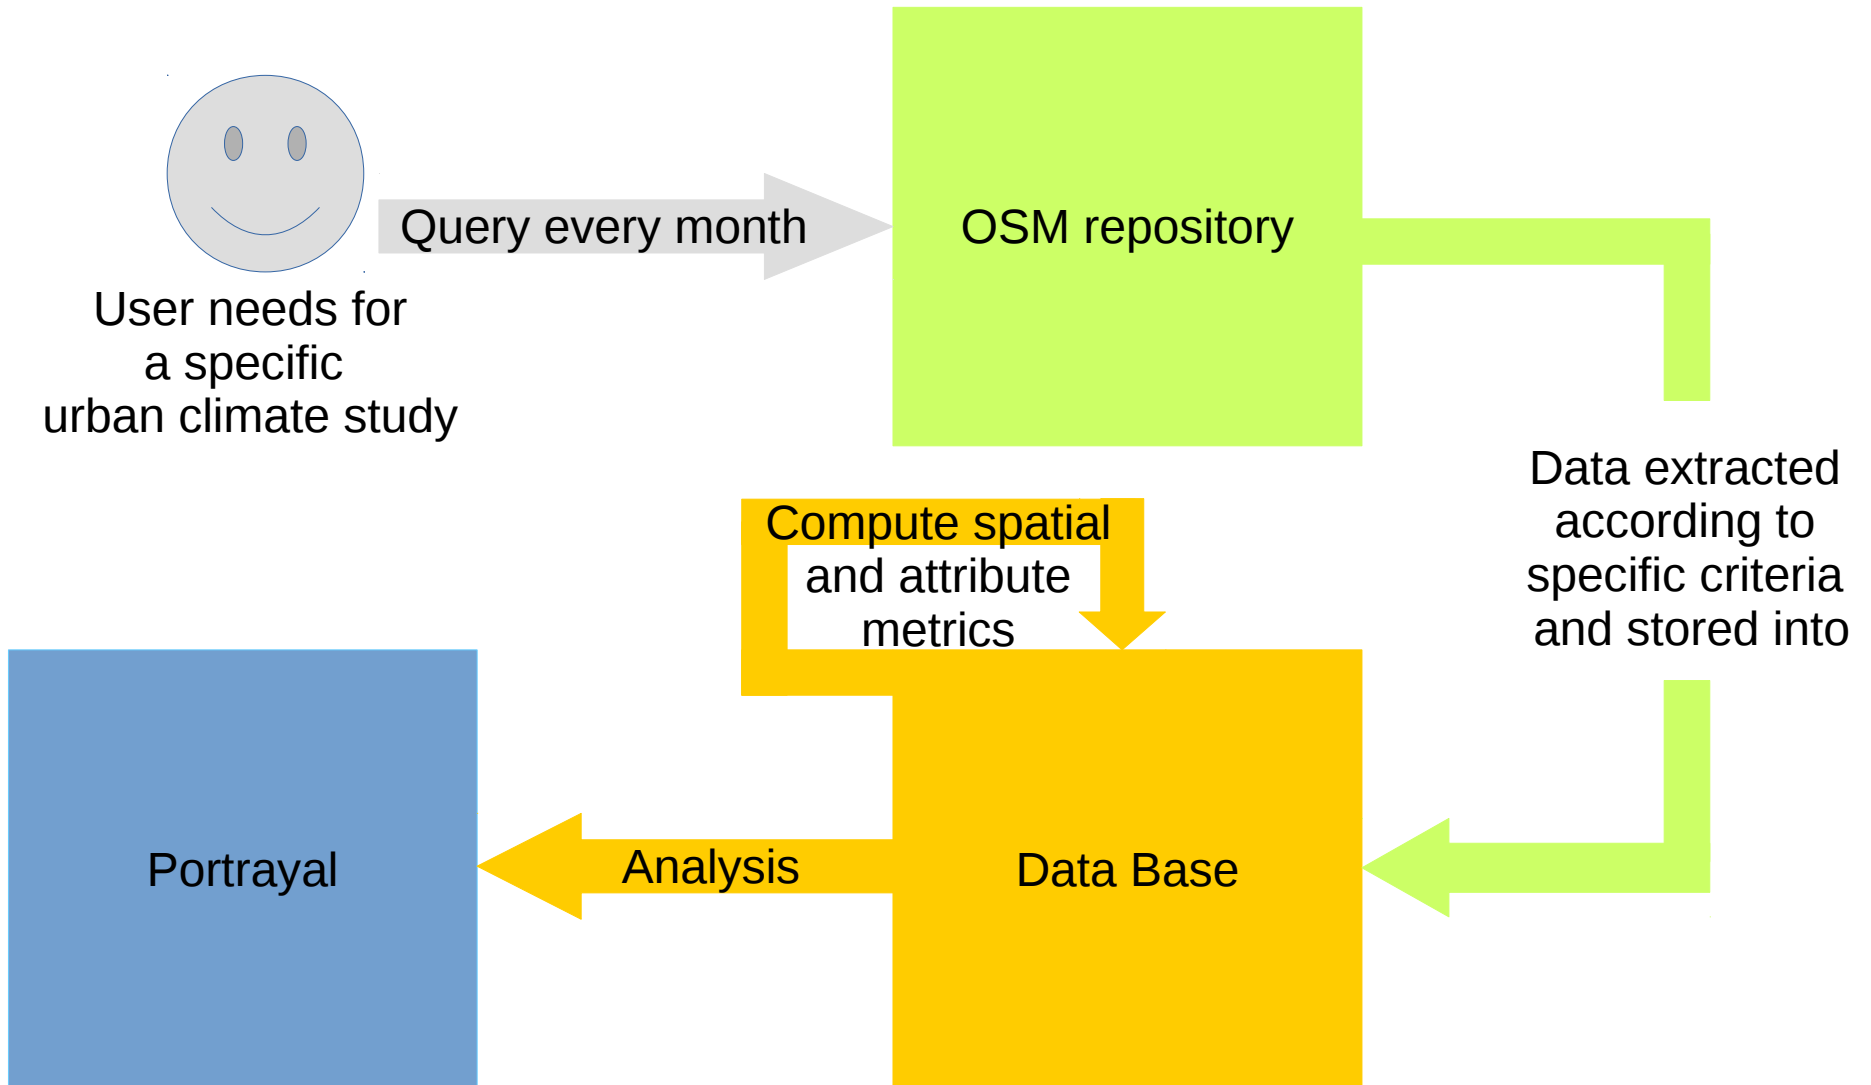 Query every month
OSM repository
User needs for
a specific
urban climate study
Data extracted
according to
specific criteria
and stored into
Compute spatial
and attribute
metrics
Portrayal
Analysis
Data Base